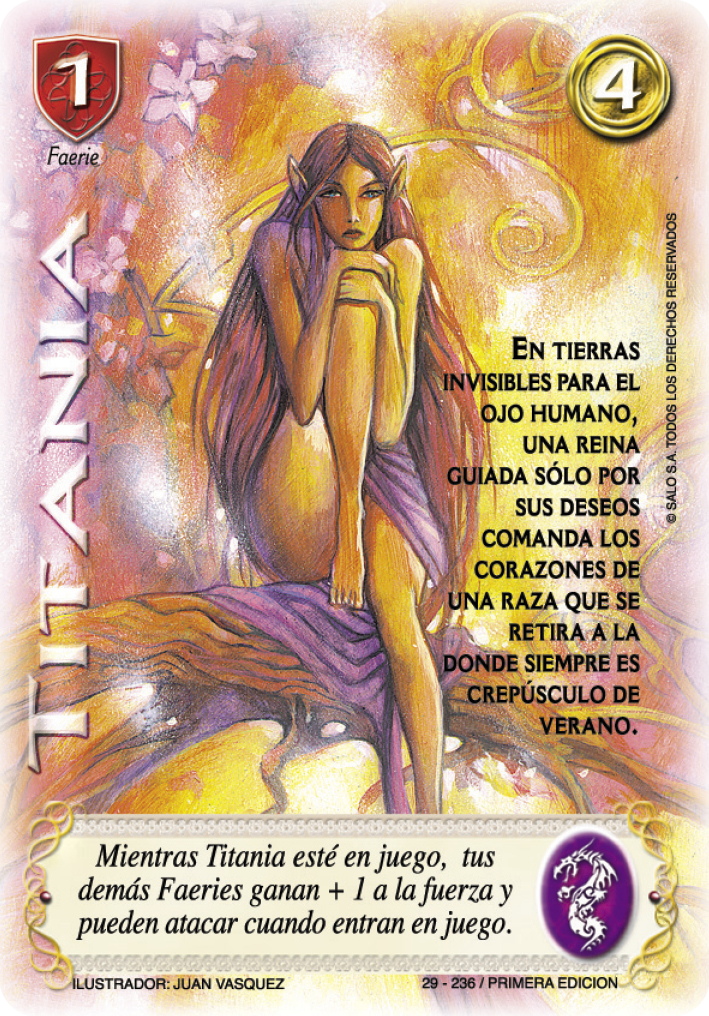 1
4
Faerie
TITANIA
EN TIERRAS
INVISIBLES PARA EL
OJO HUMANO,
UNA REINA
GUIADA SÓLO POR
SUS DESEOS
COMANDA LOS
CORAZONES DE
UNA RAZA QUE SE
RETIRA A LA
DONDE SIEMPRE ES
CREPÚSCULO DE
VERANO.
© SALO S.A. TODOS LOS DERECHOS RESERVADOS
Mientras Titania esté en juego, tus
demás Faeries ganan + 1 a la fuerza y
pueden atacar cuando entran en juego.
ILUSTRADOR: JUAN VASQUEZ
29 - 236 / PRIMERA EDICION